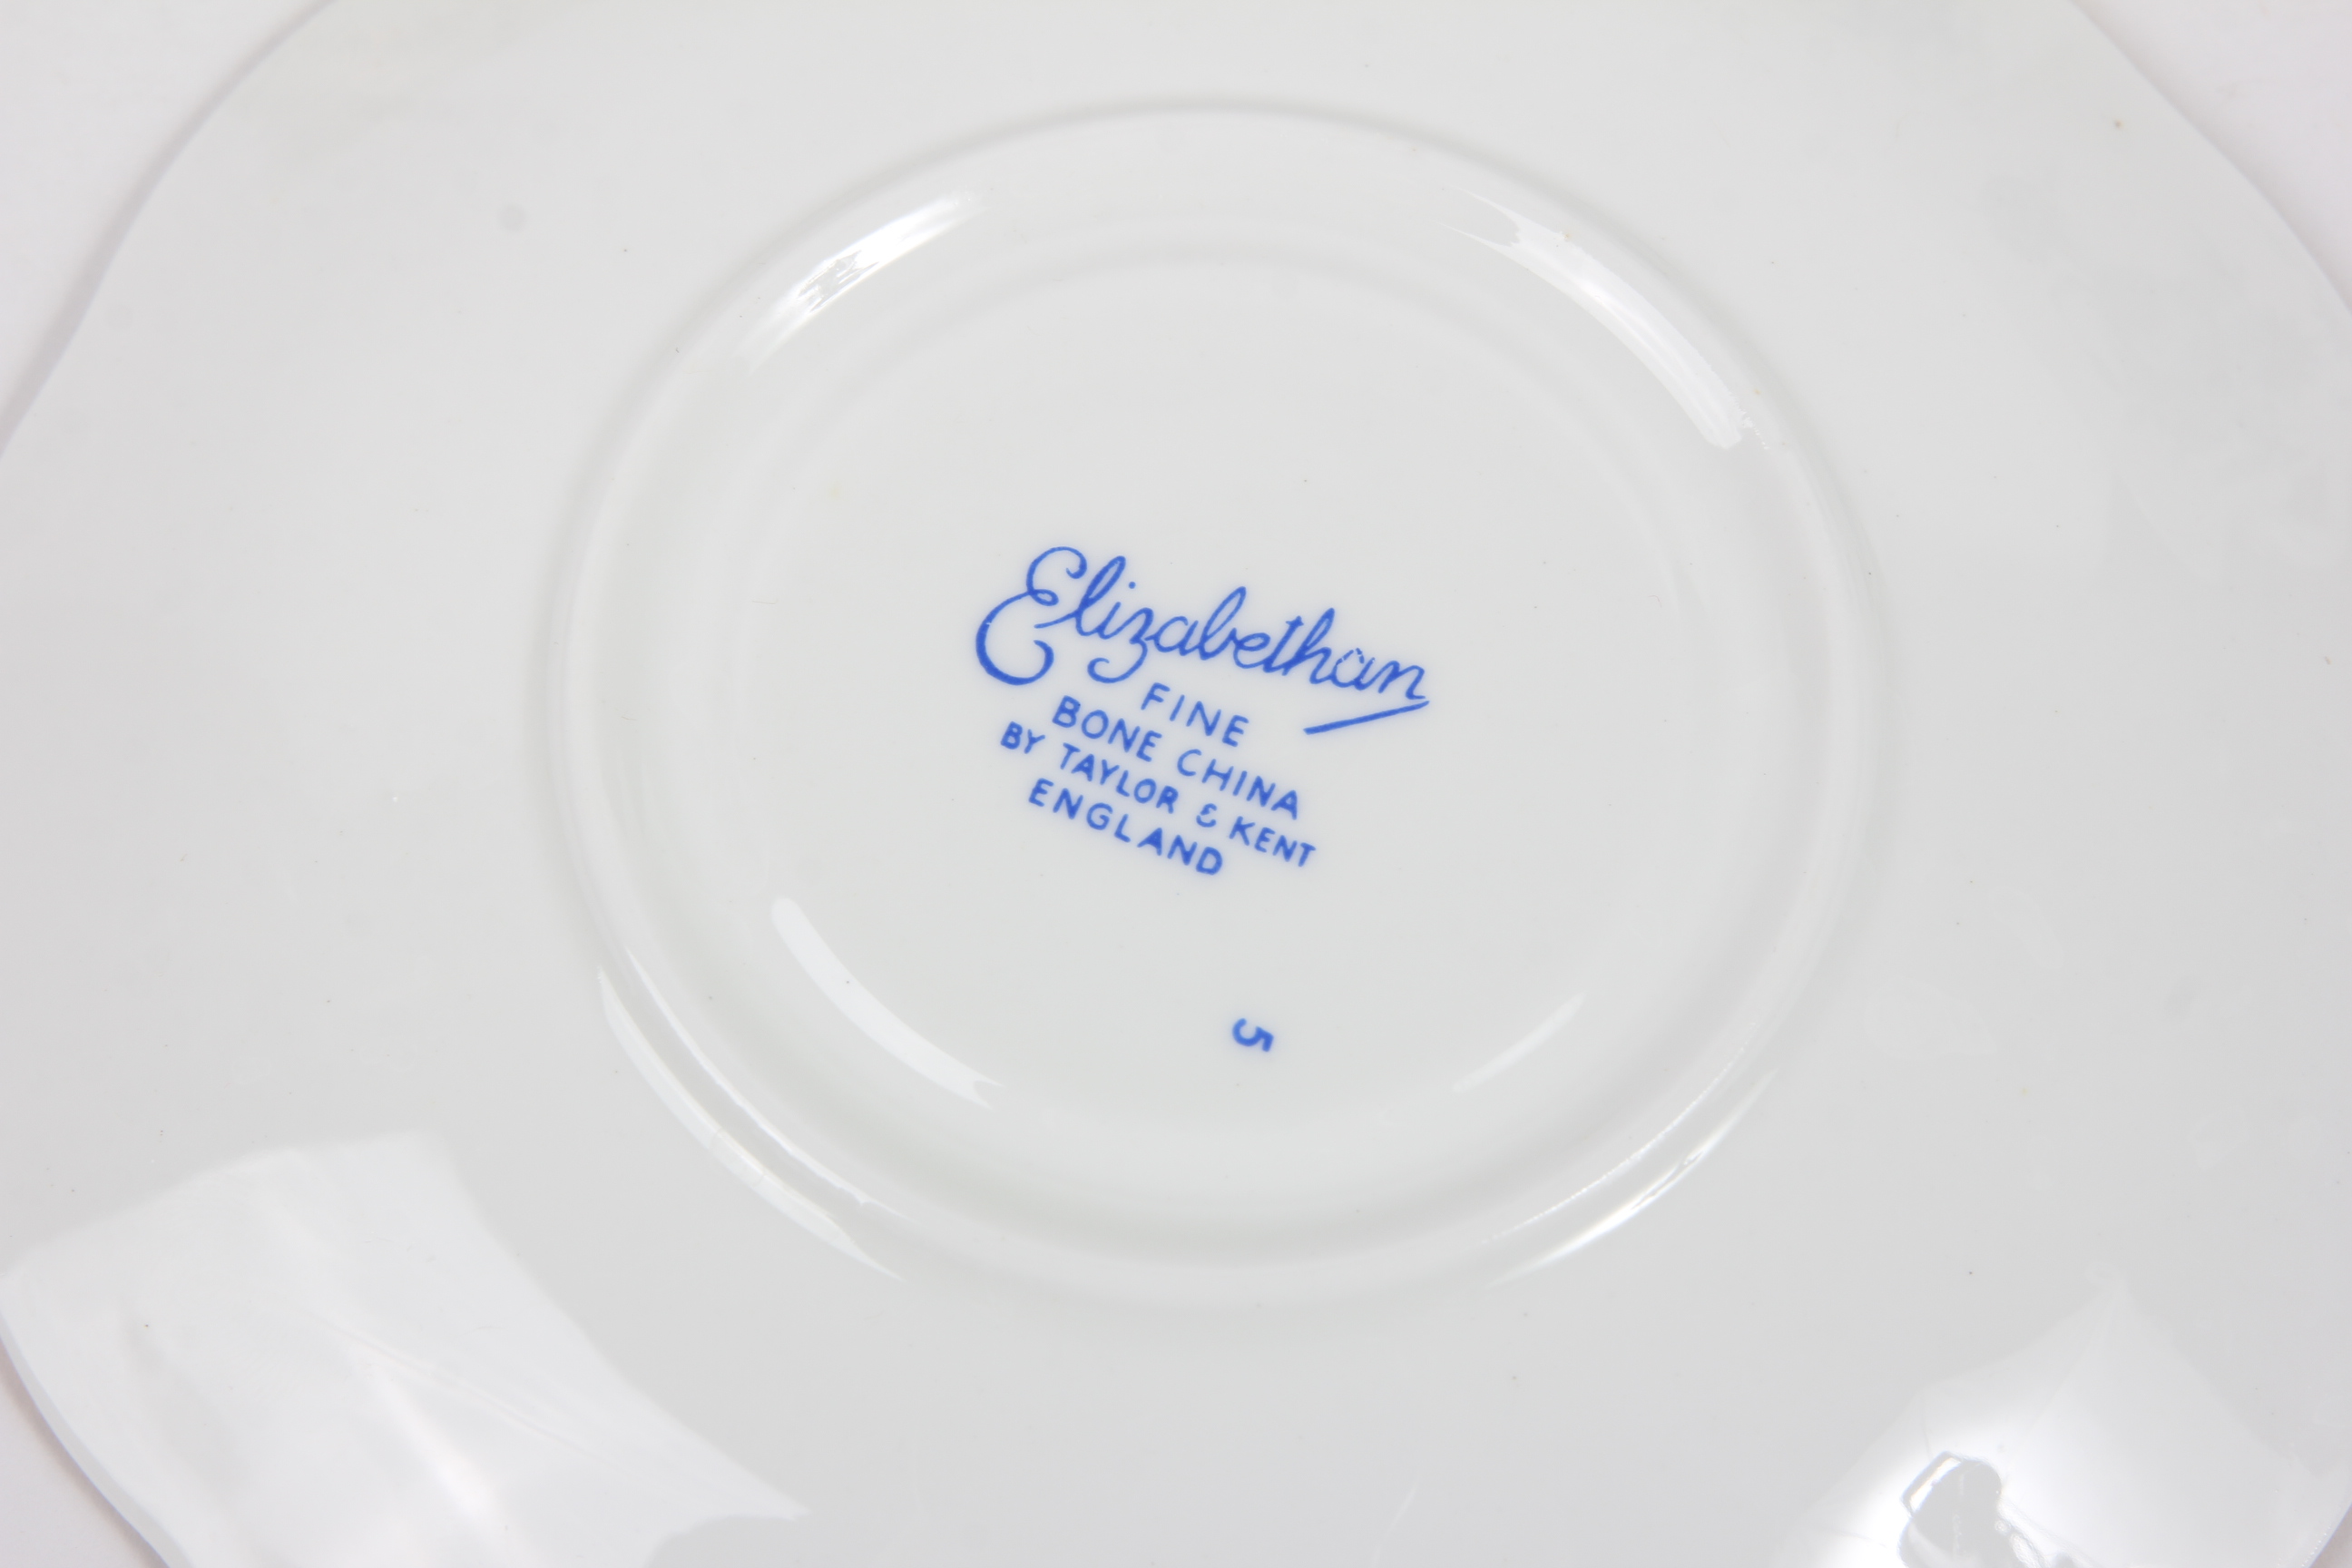 Elizabethan
FINE
BONE CHINA
BY TAYLOR & KENT
ENGLAND
5